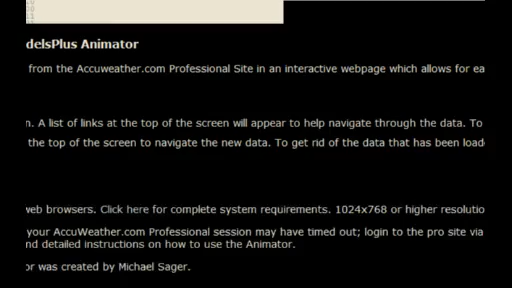 70
13
delsPlus Animator
from the Accuweather.com Professional Site in an interactive webpage which allows for ea
n. A list of links at the top of the screen will appear to help navigate through the data. To
the top of the screen to navigate the new data. To get rid of the data that has been load
web browsers. Click here for complete system requirements. 1024x768 or higher resolutio
your AccuWeather.com Professional session may have timed out; login to the pro site via
nd detailed instructions on how to use the Animator.
or was created by Michael Sager.